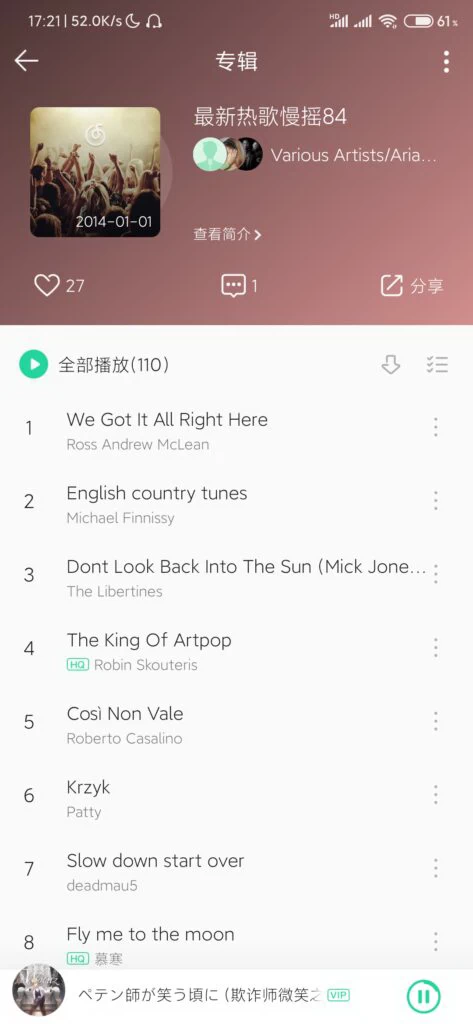 17:21 | 52.0K/s
HD
61%
专辑
最新热歌慢摇84
Various Artists/Aria...
2014-01-01
查看简介
27
1
分享
全部播放(110)
1
We Got It All Right Here
Ross Andrew McLean
2
English country tunes
Michael Finnissy
3
Dont Look Back Into The Sun (Mick Jone...
The Libertines
4
The King Of Artpop
HQ Robin Skouteris
5
Così Non Vale
Roberto Casalino
6
Krzyk
Patty
7
Slow down start over
deadmau5
8
Fly me to the moon
HQ 慕寒
ペテン師が笑う頃に (欺诈师微笑之 VIP